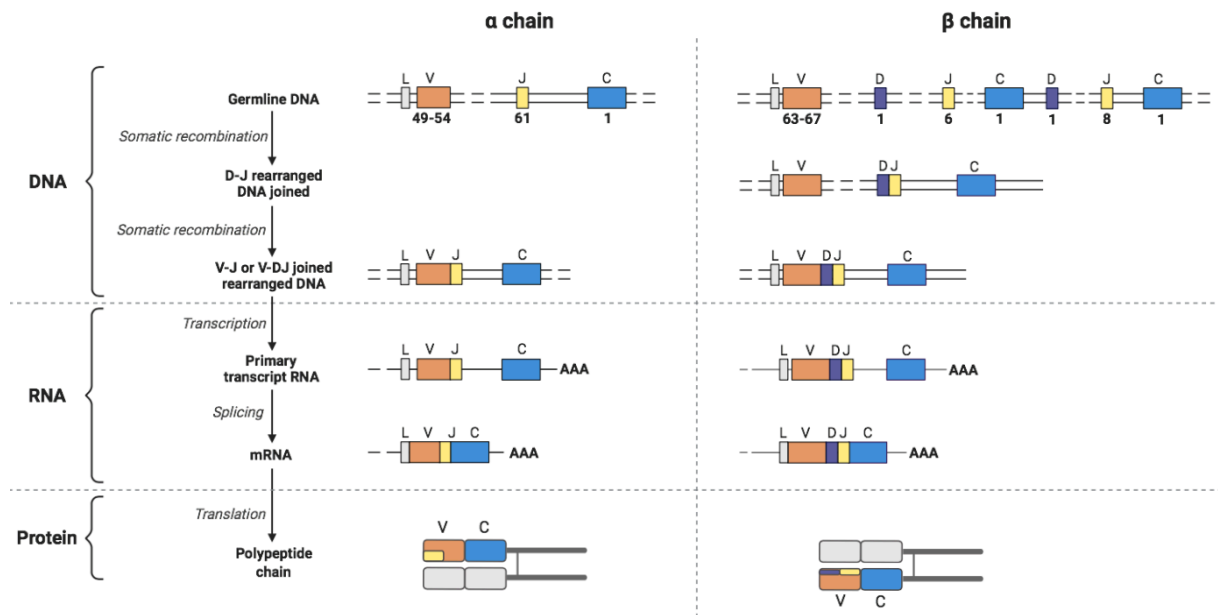 α chain
β chain
L V J C
L V D J C D J C
Germline DNA
49-54 61 1
63-67 1 6 1 1 8 1
Somatic recombination
DNA
D-J rearranged
DNA joined
L V D J C
Somatic recombination
V-J or V-DJ joined
rearranged DNA
L V J C
L V D J C
Transcription
RNA
Primary
transcript RNA
L V J C
AAA
L V D J C
AAA
Splicing
mRNA
L V J C
AAA
L V D J C
AAA
Translation
Protein
Polypeptide
chain
V C
V C